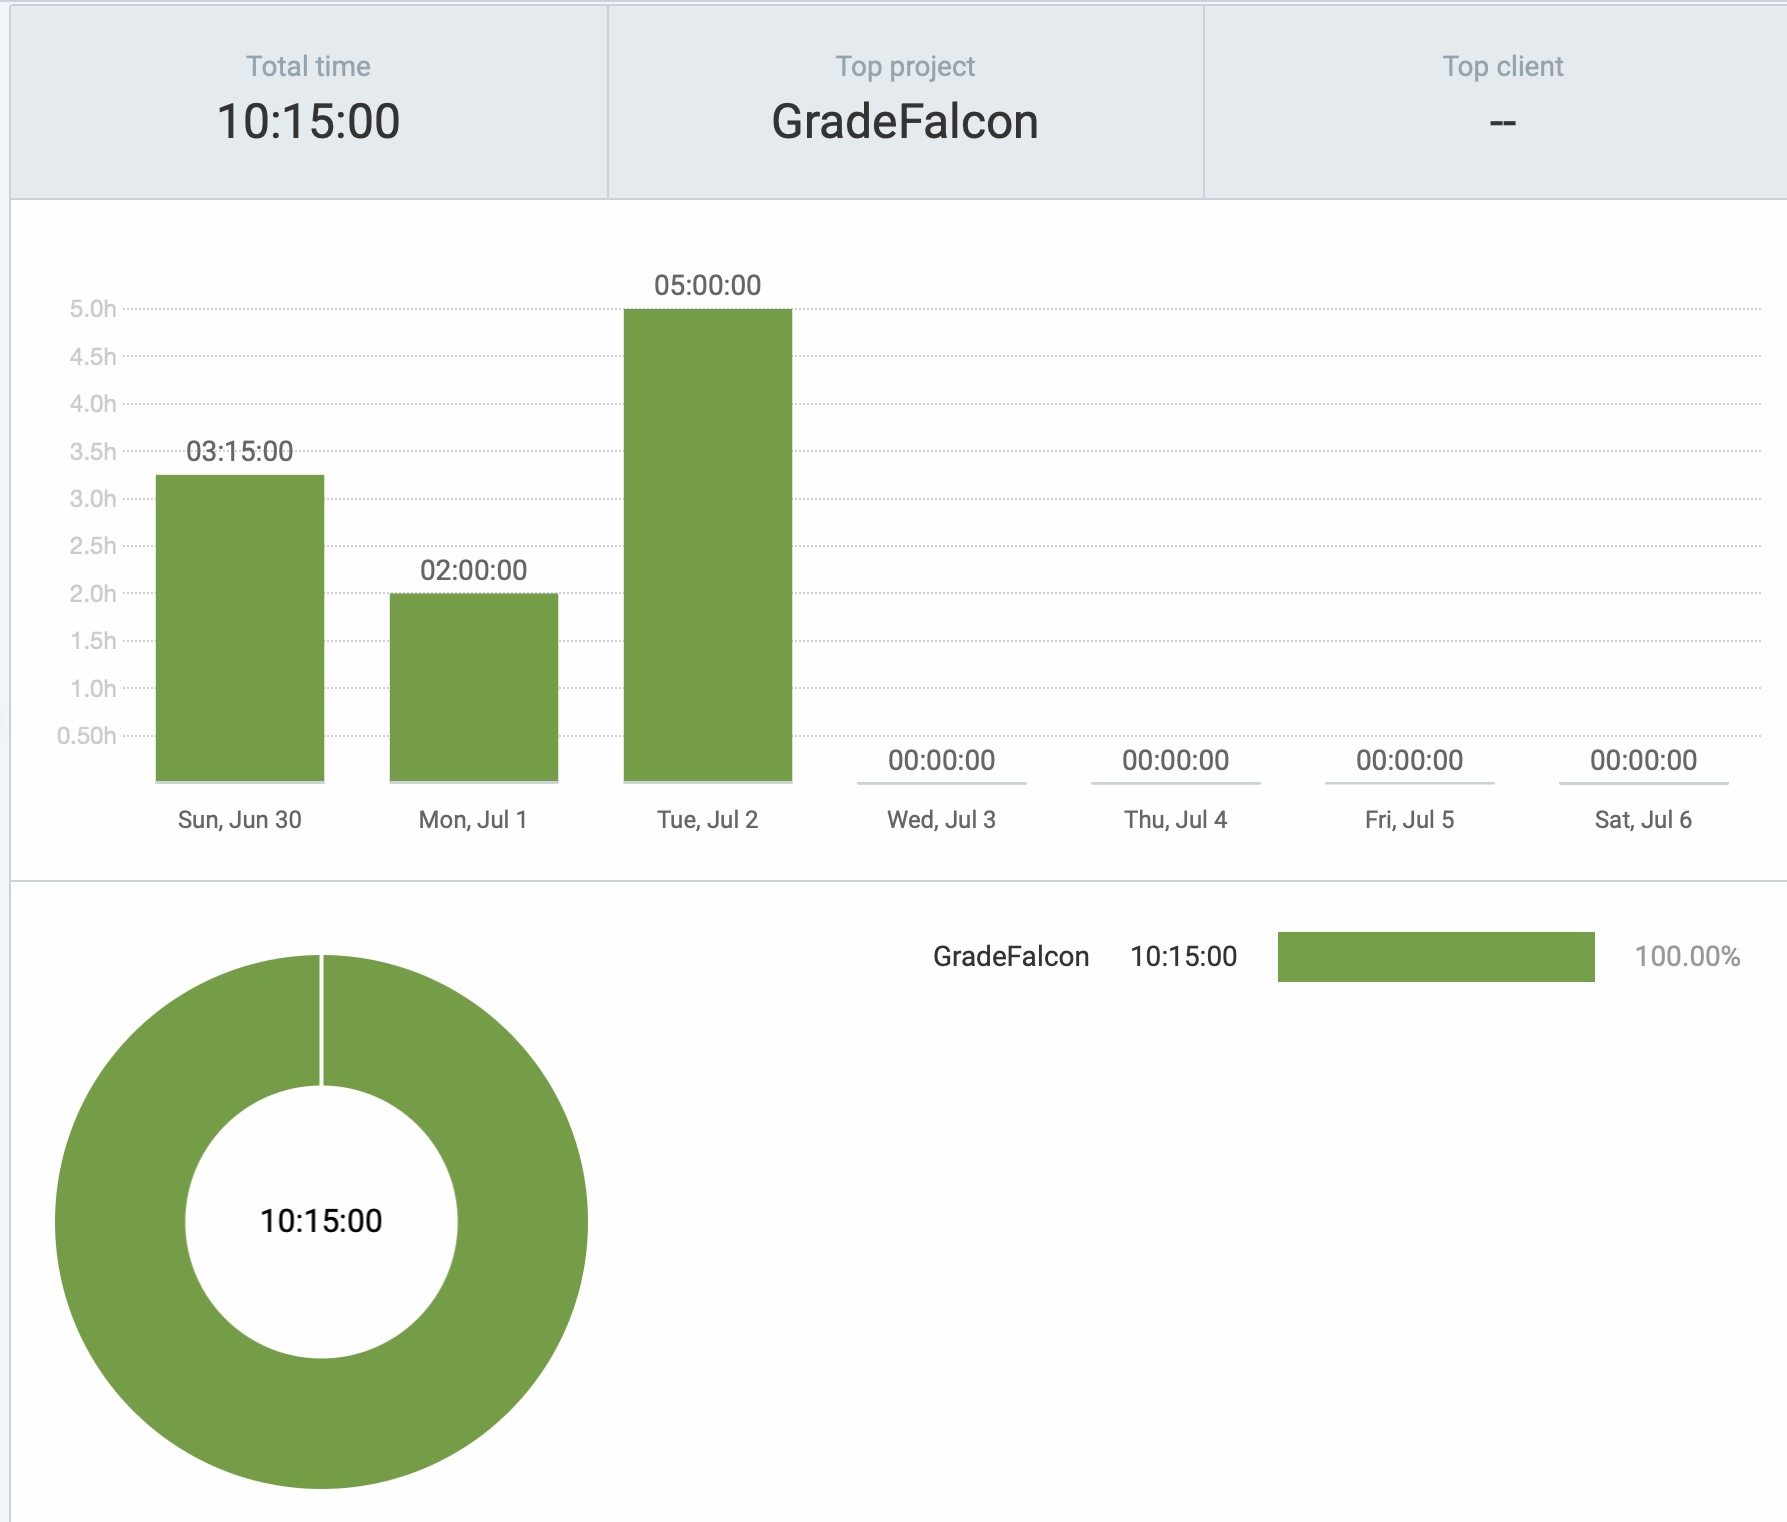 Total time
10:15:00
Top project
GradeFalcon
Top client
--
05:00:00
5.0h
4.5h
4.0h
3.5h
03:15:00
3.0h
2.5h
02:00:00
2.0h
1.5h
1.0h
0.50h
00:00:00 00:00:00 00:00:00 00:00:00
Sun, Jun 30 Mon, Jul 1 Tue, Jul 2 Wed, Jul 3 Thu, Jul 4 Fri, Jul 5 Sat, Jul 6
GradeFalcon 10:15:00 100.00%
10:15:00